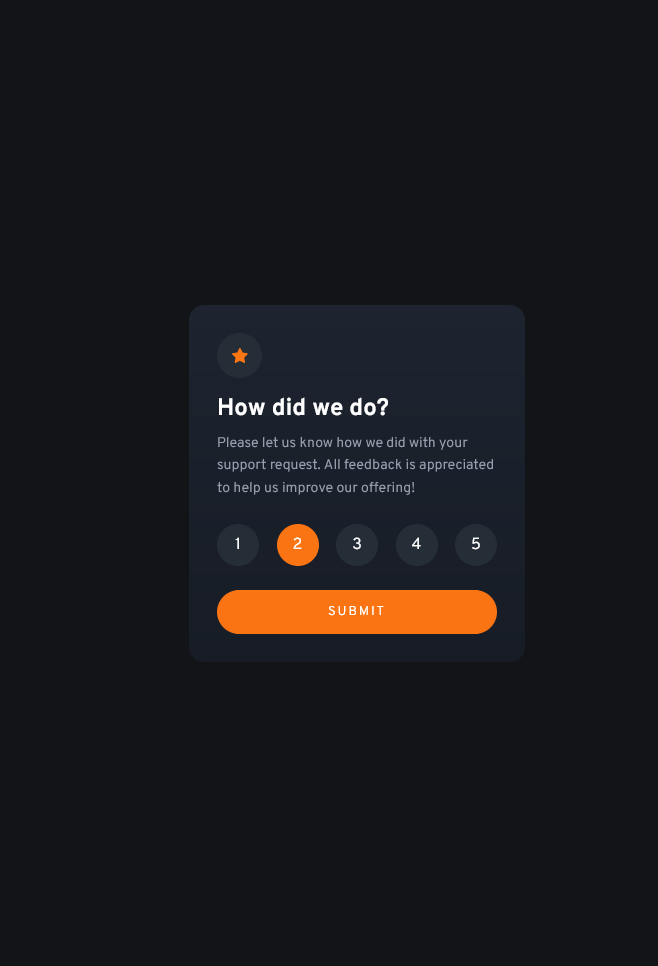 How did we do?
Please let us know how we did with your
support request. All feedback is appreciated
to help us improve our offering!
1 2 3 4 5
SUBMIT